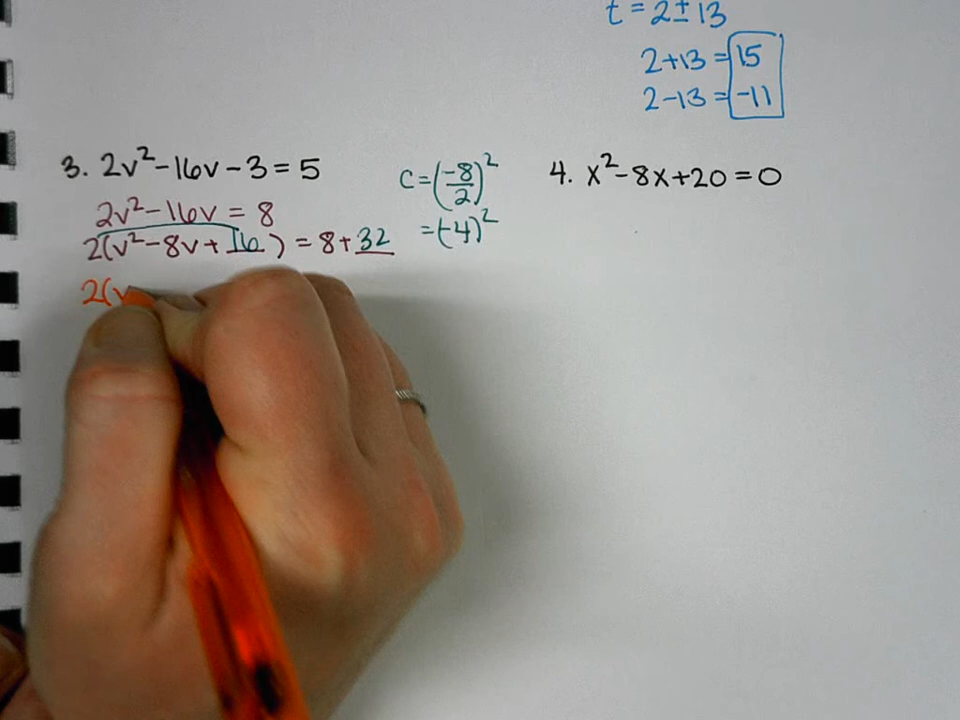 t = 2 ± 13
2+13 = 15
2-13 = -11
3. 2v²-16v-3 = 5
2v²-16v = 8
2(v²-8v+16) = 8+32
2(v
c = (-8/2)²
= (-4)²
4. x²-8x+20 = 0